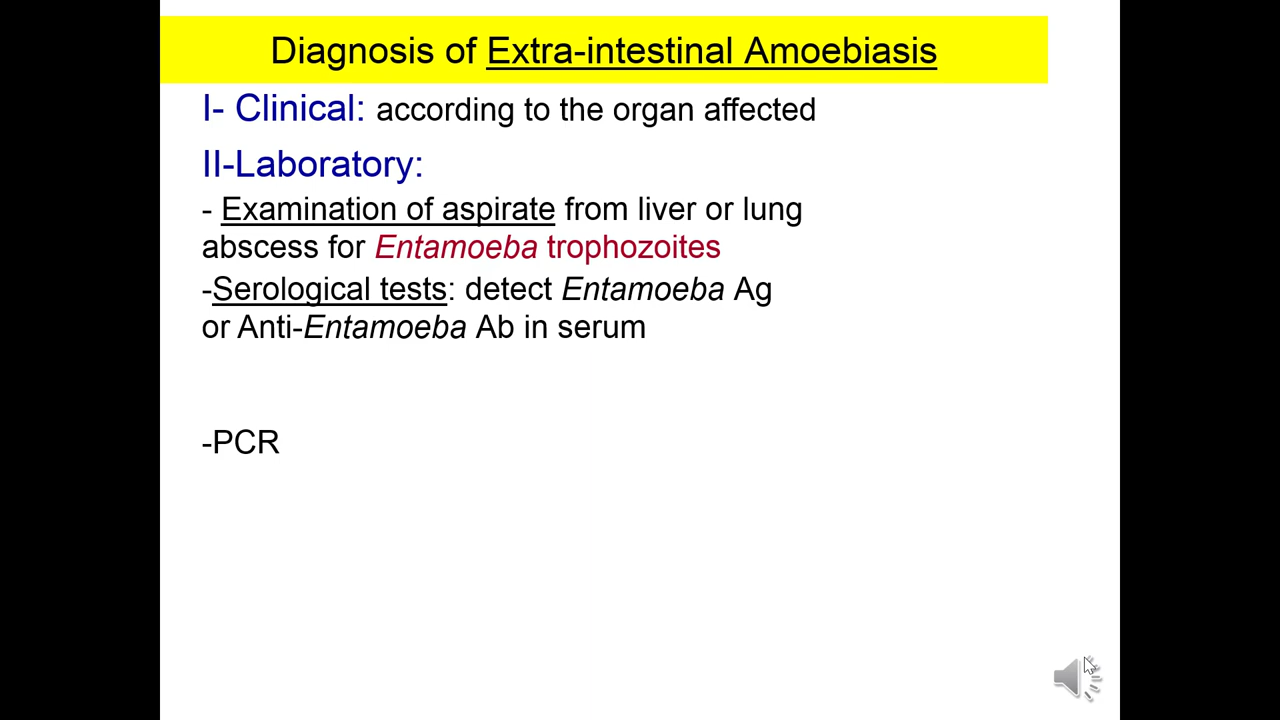 Diagnosis of Extra-intestinal Amoebiasis
I- Clinical: according to the organ affected
II-Laboratory:
- Examination of aspirate from liver or lung
abscess for Entamoeba trophozoites
-Serological tests: detect Entamoeba Ag
or Anti-Entamoeba Ab in serum
-PCR